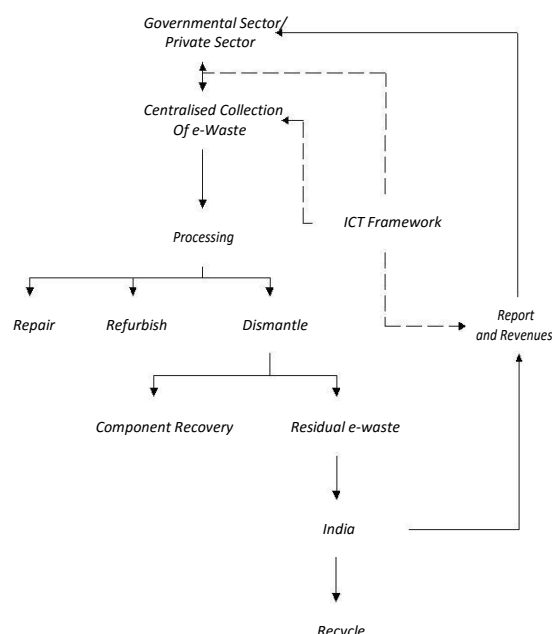 Governmental Sector/
Private Sector
Centralised Collection
Of e-Waste
ICT Framework
Processing
Repair
Refurbish
Dismantle
Report
and Revenues
Component Recovery
Residual e-waste
India
Recycle